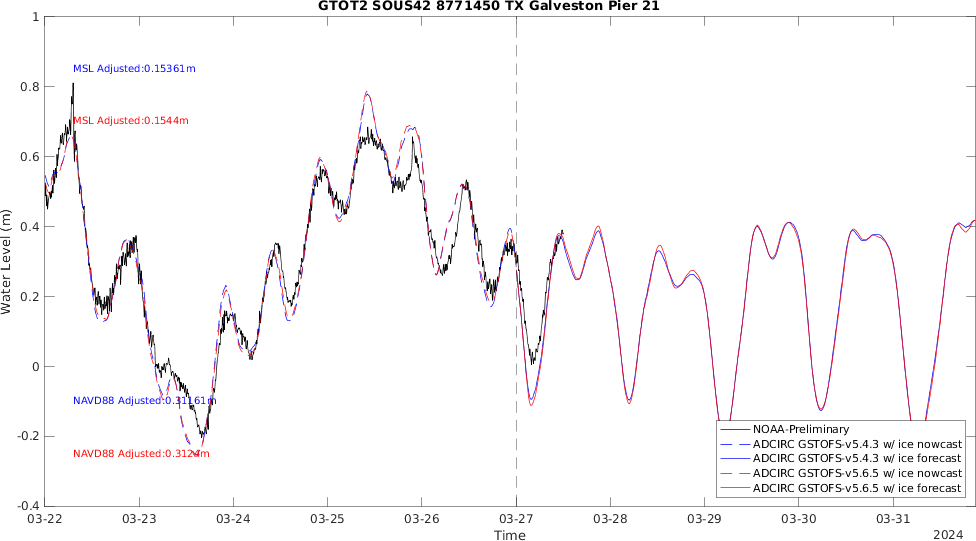 GTOT2 SOUS42 8771450 TX Galveston Pier 21
Water Level (m)
1
0.8
0.6
0.4
0.2
0
-0.2
-0.4
MSL Adjusted:0.15361m
MSL Adjusted:0.1544m
NAVD88 Adjusted:0.31161m
NAVD88 Adjusted:0.3124m
NOAA-Preliminary
ADCIRC GSTOFS-v5.4.3 w/ ice nowcast
ADCIRC GSTOFS-v5.4.3 w/ ice forecast
ADCIRC GSTOFS-v5.6.5 w/ ice nowcast
ADCIRC GSTOFS-v5.6.5 w/ ice forecast
03-22 03-23 03-24 03-25 03-26 03-27 03-28 03-29 03-30 03-31
Time
2024